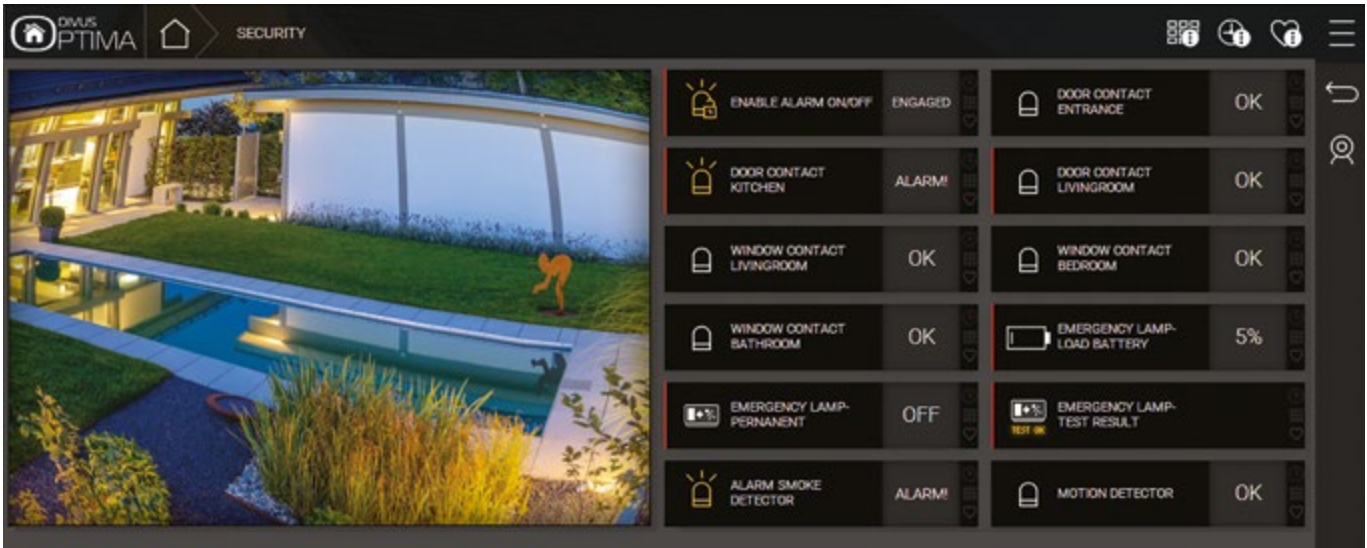 DIVUS
OPTIMA
SECURITY
ENABLE ALARM ON/OFF
ENGAGED
DOOR CONTACT
ENTRANCE
OK
DOOR CONTACT
KITCHEN
ALARM!
DOOR CONTACT
LIVINGROOM
OK
WINDOW CONTACT
LIVINGROOM
OK
WINDOW CONTACT
BEDROOM
OK
WINDOW CONTACT
BATHROOM
OK
EMERGENCY LAMP-
LOAD BATTERY
5%
EMERGENCY LAMP-
PERNANENT
OFF
TEST OK
EMERGENCY LAMP-
TEST RESULT
ALARM SMOKE
DETECTOR
ALARM!
MOTION DETECTOR
OK